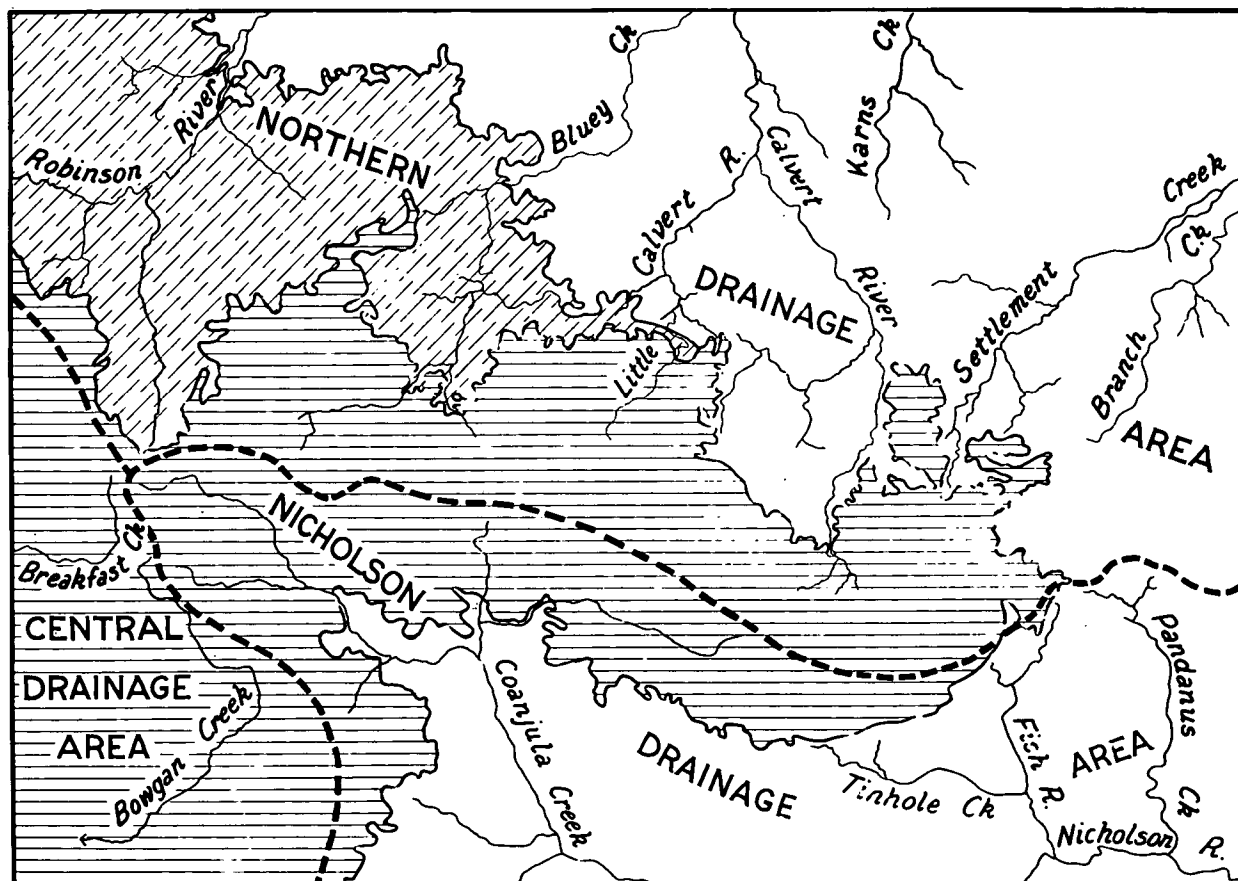 NORTHERN
DRAINAGE
AREA
Robinson
River
Bluey
Ck
Calvert
R.
Little
Calvert
River
Karns
Ck
Settlement
Creek
Branch
Ck
NICHOLSON
DRAINAGE
AREA
Breakfast Ck
CENTRAL
DRAINAGE
AREA
Bowgan Creek
Coanjula Creek
Tinhole Ck
Fish R.
Pandanus
Ck
Nicholson R.